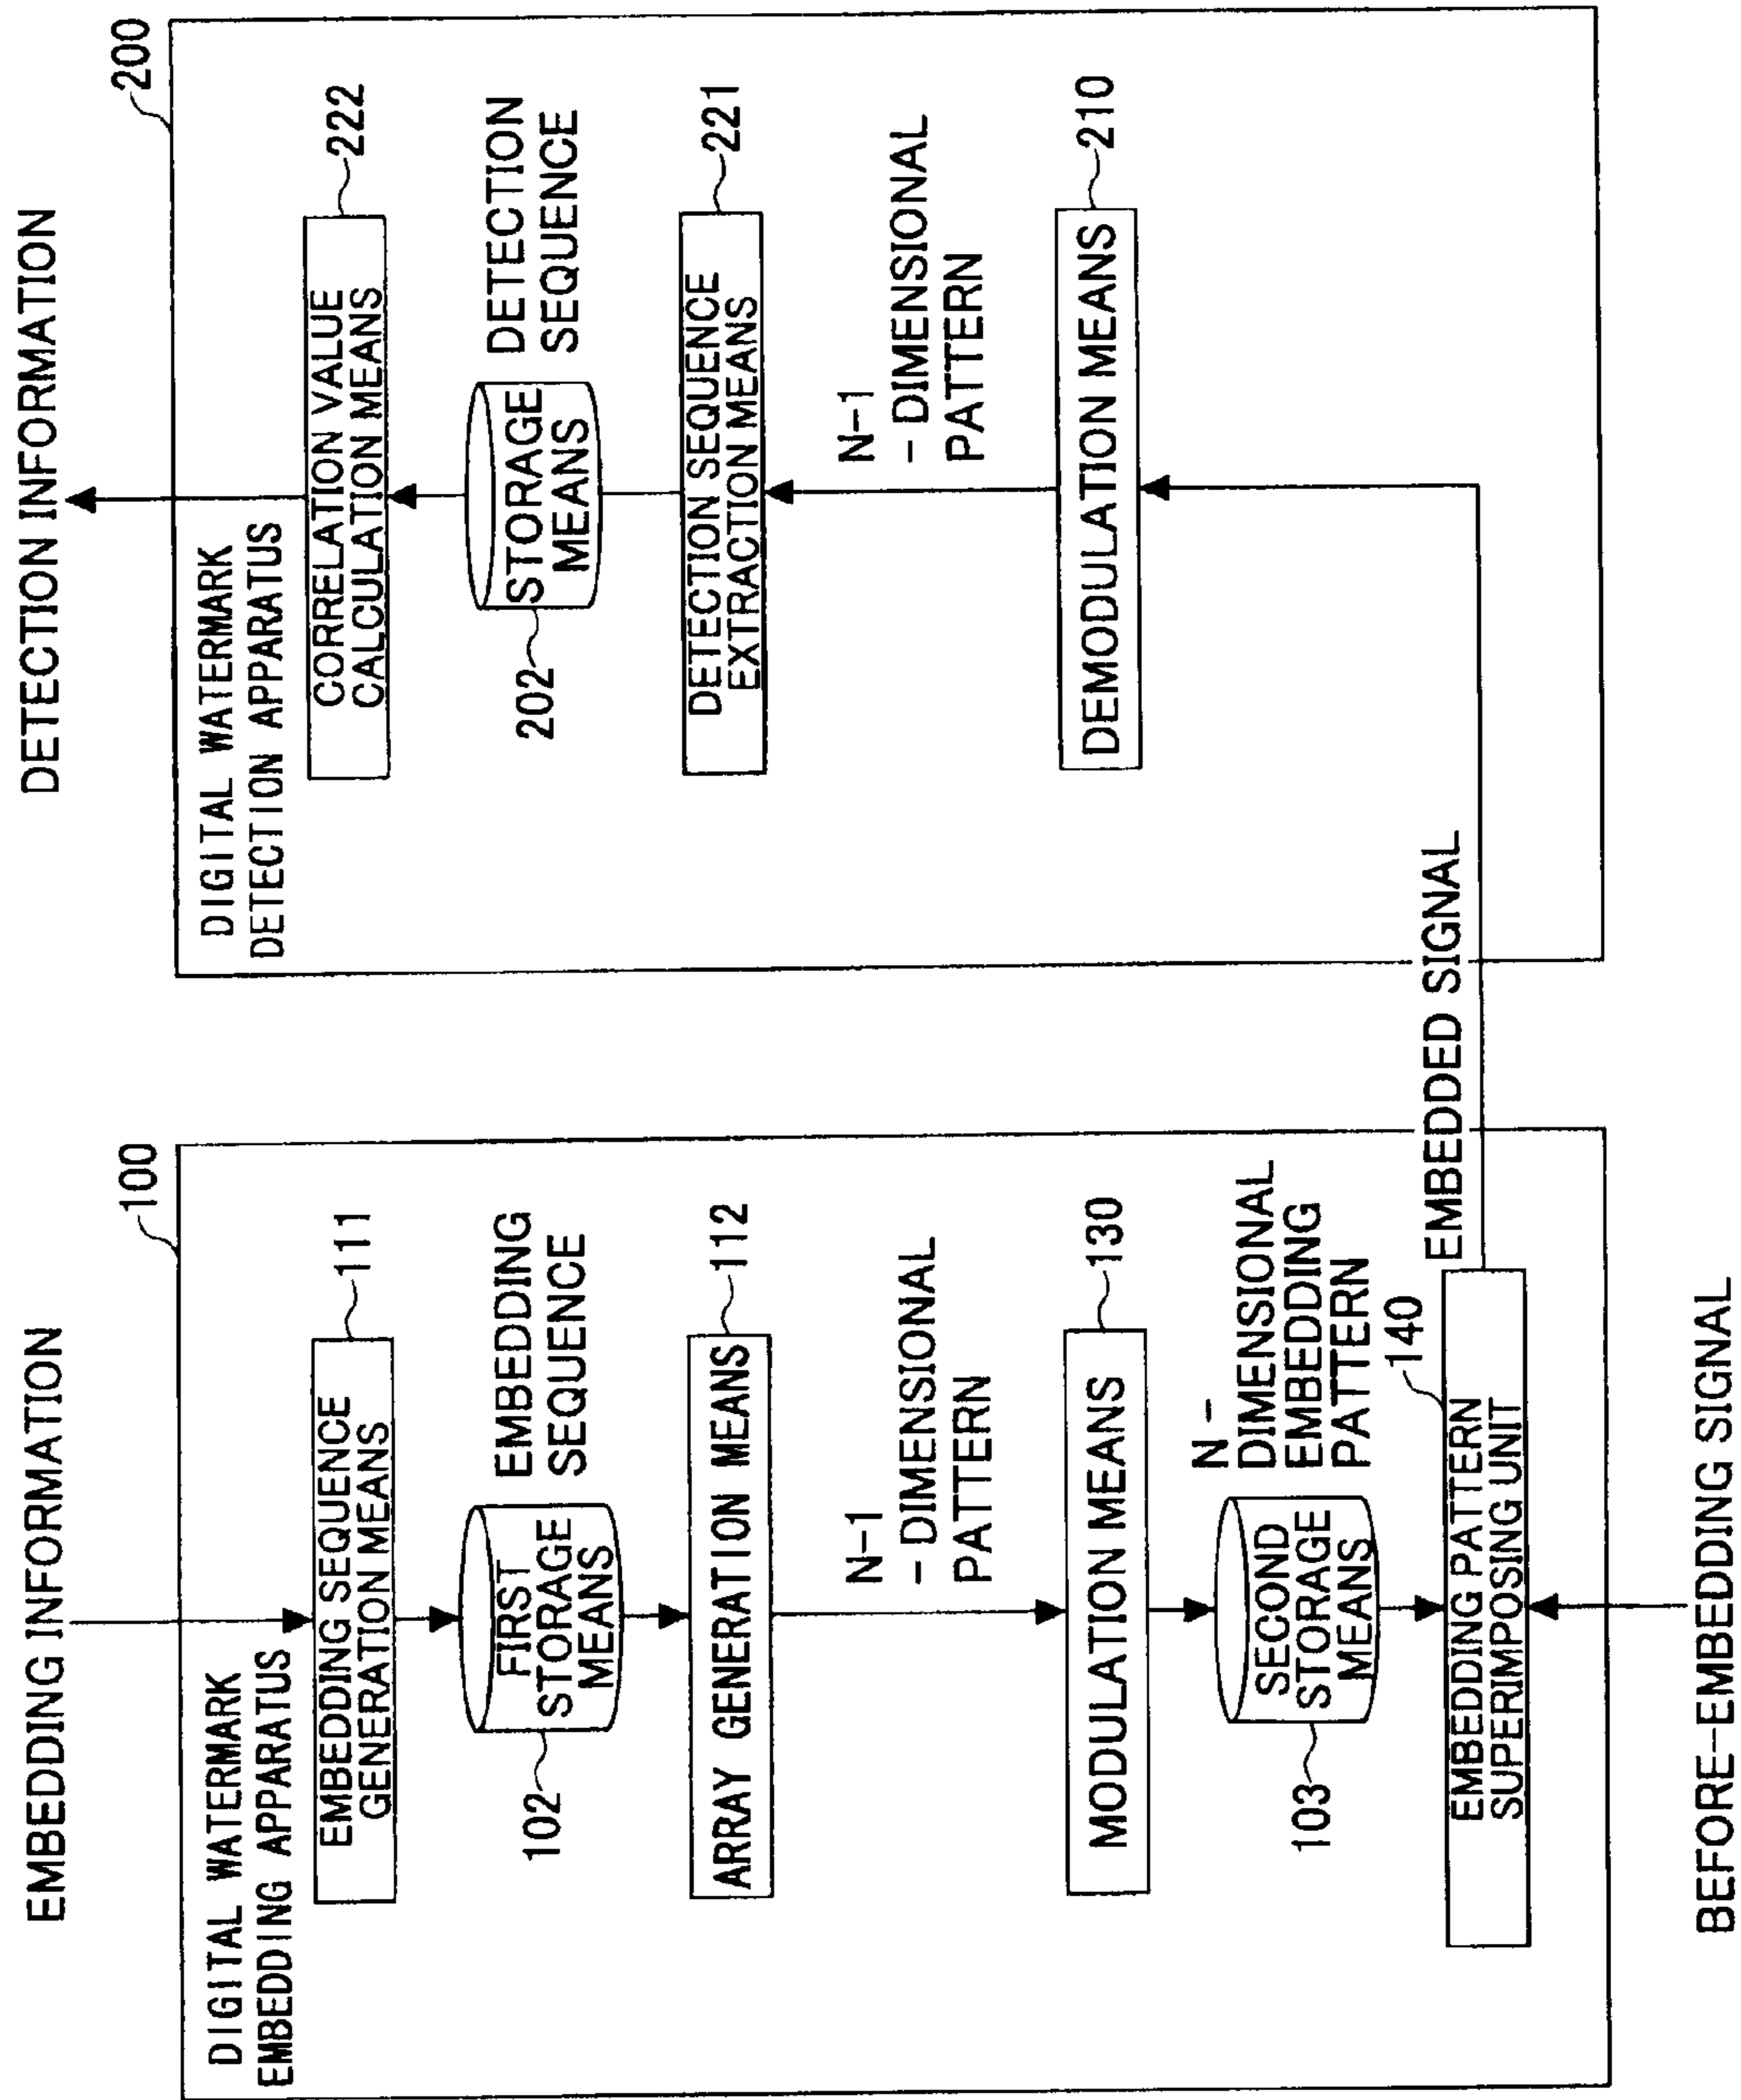 EMBEDDING INFORMATION
100
DIGITAL WATERMARK
EMBEDDING APPARATUS
111
EMBEDDING SEQUENCE
GENERATION MEANS
EMBEDDING
SEQUENCE
FIRST
STORAGE
MEANS
102
112
ARRAY GENERATION MEANS
N-1
-DIMENSIONAL
PATTERN
130
MODULATION MEANS
N-
DIMENSIONAL
EMBEDDING
PATTERN
SECOND
STORAGE
MEANS
103
140
EMBEDDING PATTERN
SUPERIMPOSING UNIT
BEFORE-EMBEDDING SIGNAL
EMBEDDED SIGNAL
DETECTION INFORMATION
200
DIGITAL WATERMARK
DETECTION APPARATUS
222
CORRELATION VALUE
CALCULATION MEANS
DETECTION
SEQUENCE
STORAGE
MEANS
202
221
DETECTION SEQUENCE
EXTRACTION MEANS
N-1
-DIMENSIONAL
PATTERN
210
DEMODULATION MEANS